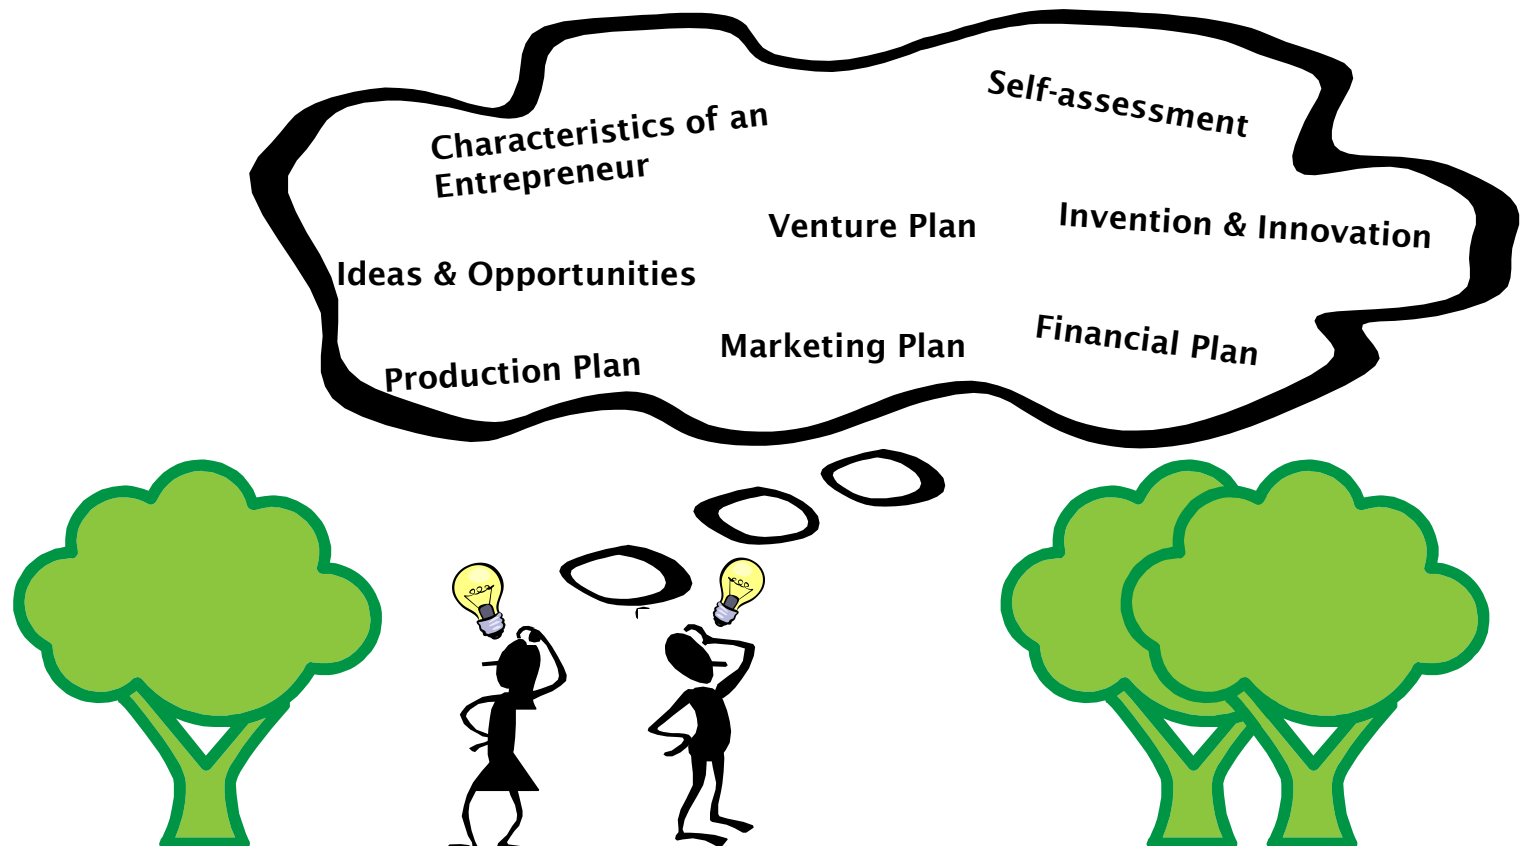 Characteristics of an
Entrepreneur
Self-assessment
Venture Plan
Invention & Innovation
Ideas & Opportunities
Production Plan
Marketing Plan
Financial Plan